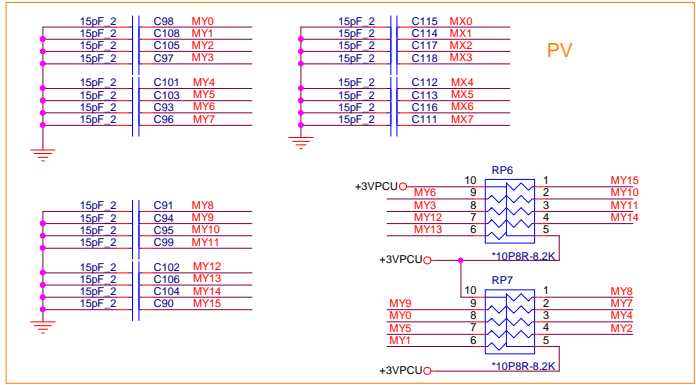 15pF_2 C98 MY0
15pF_2 C108 MY1
15pF_2 C105 MY2
15pF_2 C97 MY3
15pF_2 C101 MY4
15pF_2 C103 MY5
15pF_2 C93 MY6
15pF_2 C96 MY7
15pF_2 C115 MX0
15pF_2 C114 MX1
15pF_2 C117 MX2
15pF_2 C118 MX3
15pF_2 C112 MX4
15pF_2 C113 MX5
15pF_2 C116 MX6
15pF_2 C111 MX7
PV
15pF_2 C91 MY8
15pF_2 C94 MY9
15pF_2 C95 MY10
15pF_2 C99 MY11
15pF_2 C102 MY12
15pF_2 C106 MY13
15pF_2 C104 MY14
15pF_2 C90 MY15
RP6
+3VPCU 10 1 MY15
MY6 9 2 MY10
MY3 8 3 MY11
MY12 7 4 MY14
MY13 6 5
+3VPCU *10P8R-8.2K
RP7
10 1 MY8
MY9 9 2 MY7
MY0 8 3 MY4
MY5 7 4 MY2
MY1 6 5
+3VPCU *10P8R-8.2K